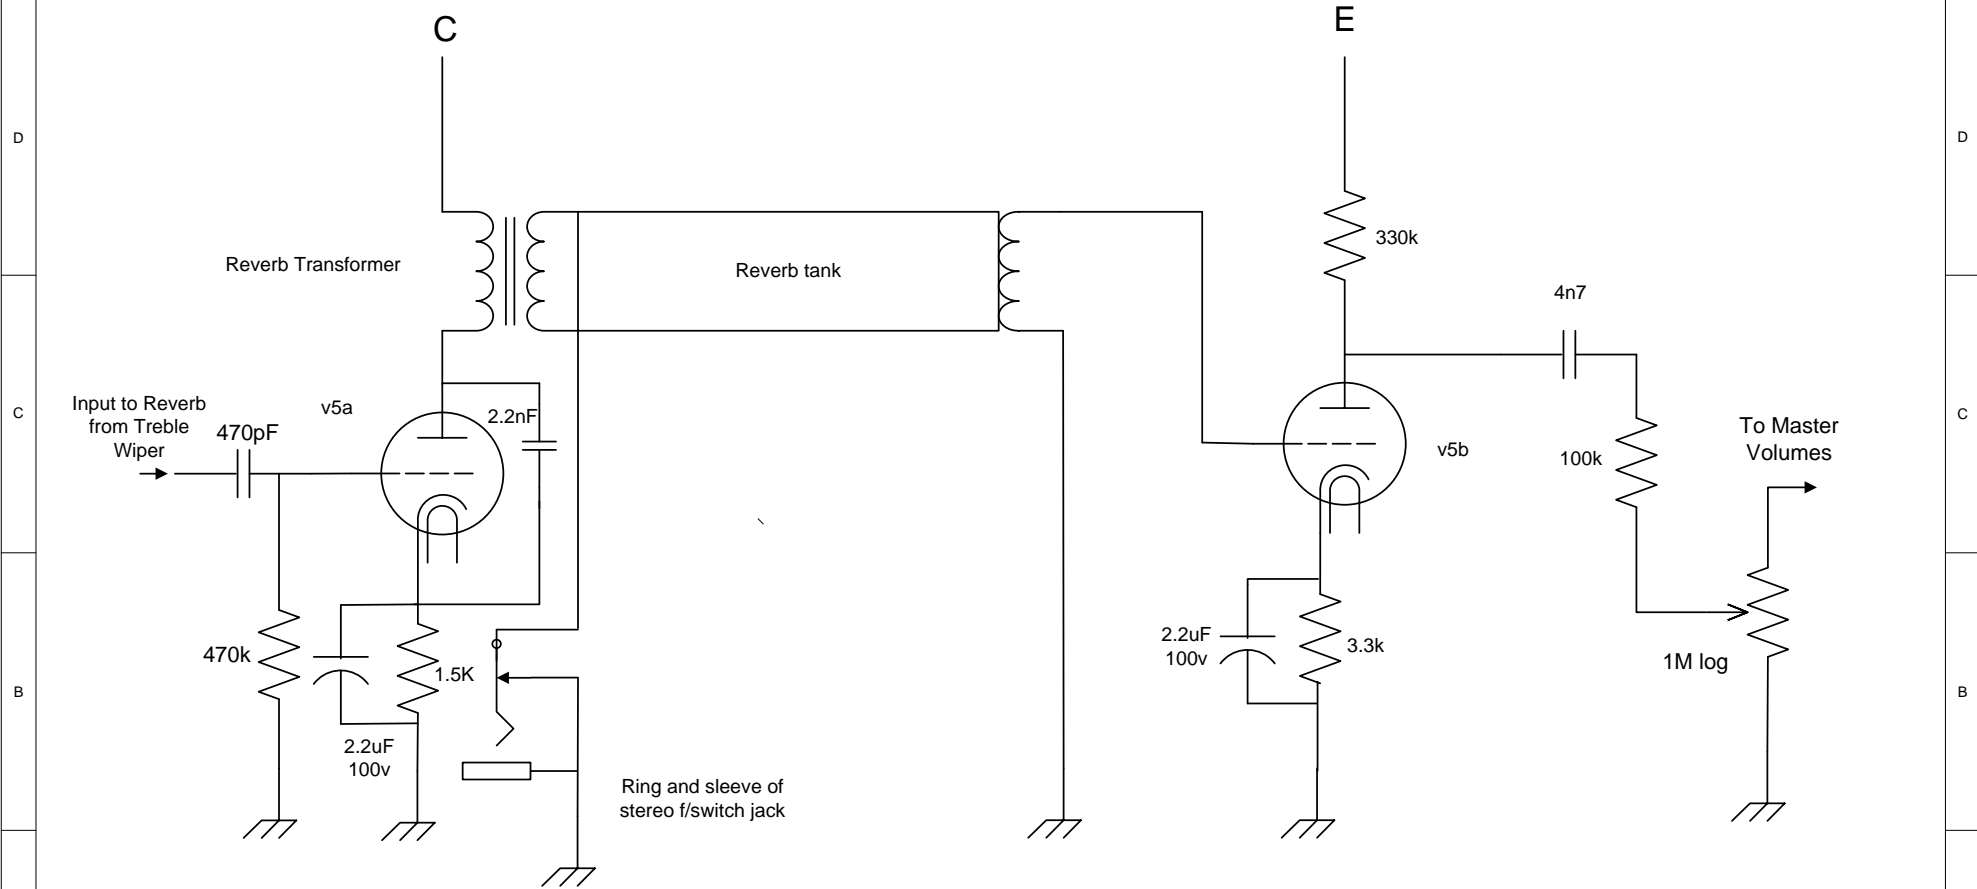 C
E
D
D
330k
Reverb Transformer
Reverb tank
4n7
Input to Reverb
from Treble
Wiper
v5a
470pF
2.2nF
C
C
To Master
Volumes
v5b
100k
470k
1.5K
2.2uF
100v
3.3k
1M log
B
B
2.2uF
100v
Ring and sleeve of
stereo f/switch jack